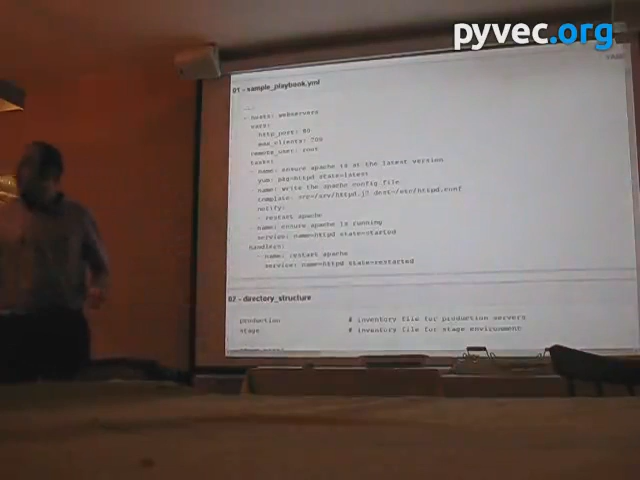 pyvec.org
01 - sample_playbook.yml
---
- hosts: webservers
vars:
http_port: 80
max_clients: 200
remote_user: root
tasks:
- name: ensure apache is at the latest version
yum: pkg=httpd state=latest
- name: write the apache config file
template: src=/srv/httpd.j2 dest=/etc/httpd.conf
notify:
- restart apache
- name: ensure apache is running
service: name=httpd state=started
handlers:
- name: restart apache
service: name=httpd state=restarted
02 - directory_structure
production # inventory file for production servers
stage # inventory file for stage environment